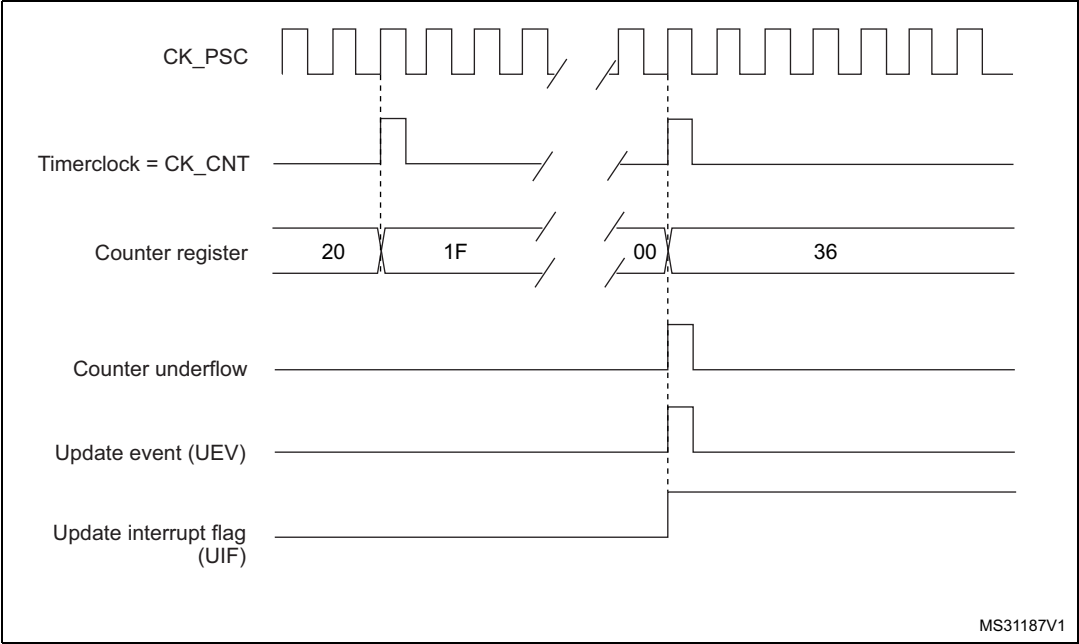 CK_PSC
Timerclock = CK_CNT
Counter register
20
1F
00
36
Counter underflow
Update event (UEV)
Update interrupt flag
(UIF)
MS31187V1